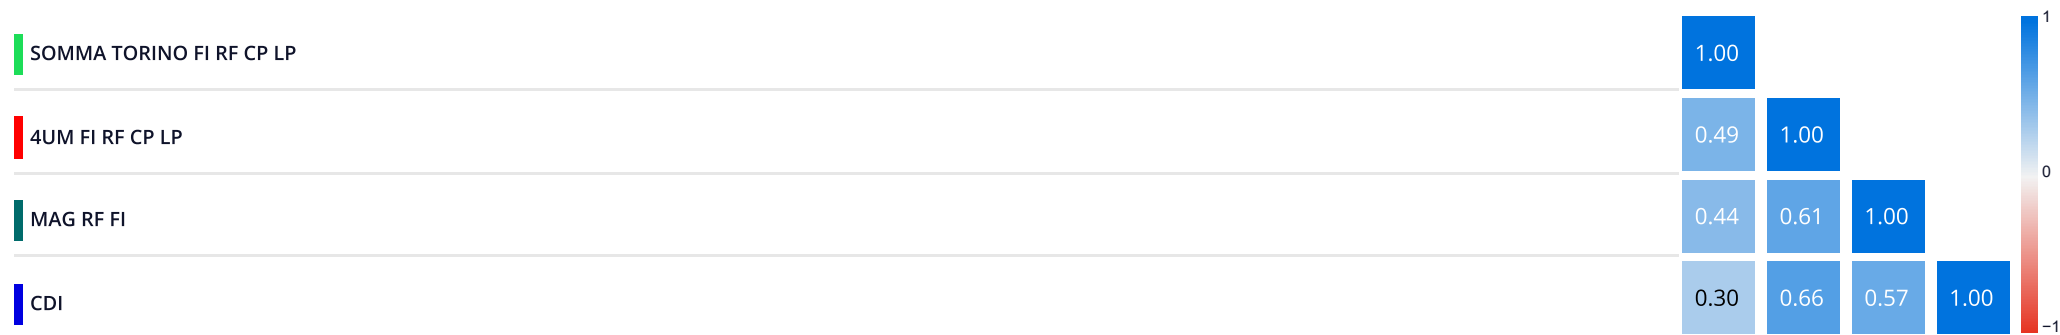 SOMMA TORINO FI RF CP LP 1.00
4UM FI RF CP LP 0.49 1.00
MAG RF FI 0.44 0.61 1.00
CDI 0.30 0.66 0.57 1.00
1
0
−1